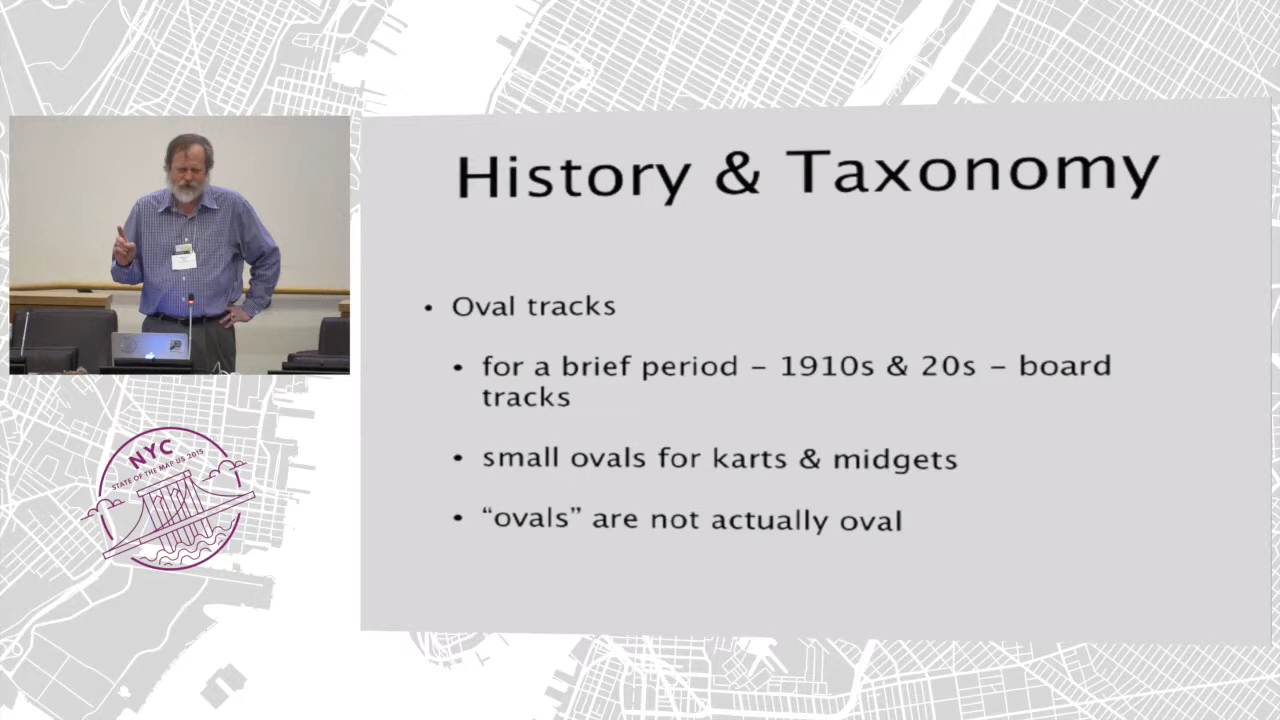 History & Taxonomy
• Oval tracks
• for a brief period – 1910s & 20s – board
tracks
• small ovals for karts & midgets
• “ovals” are not actually oval
NYC
STATE OF THE MAP US 2015